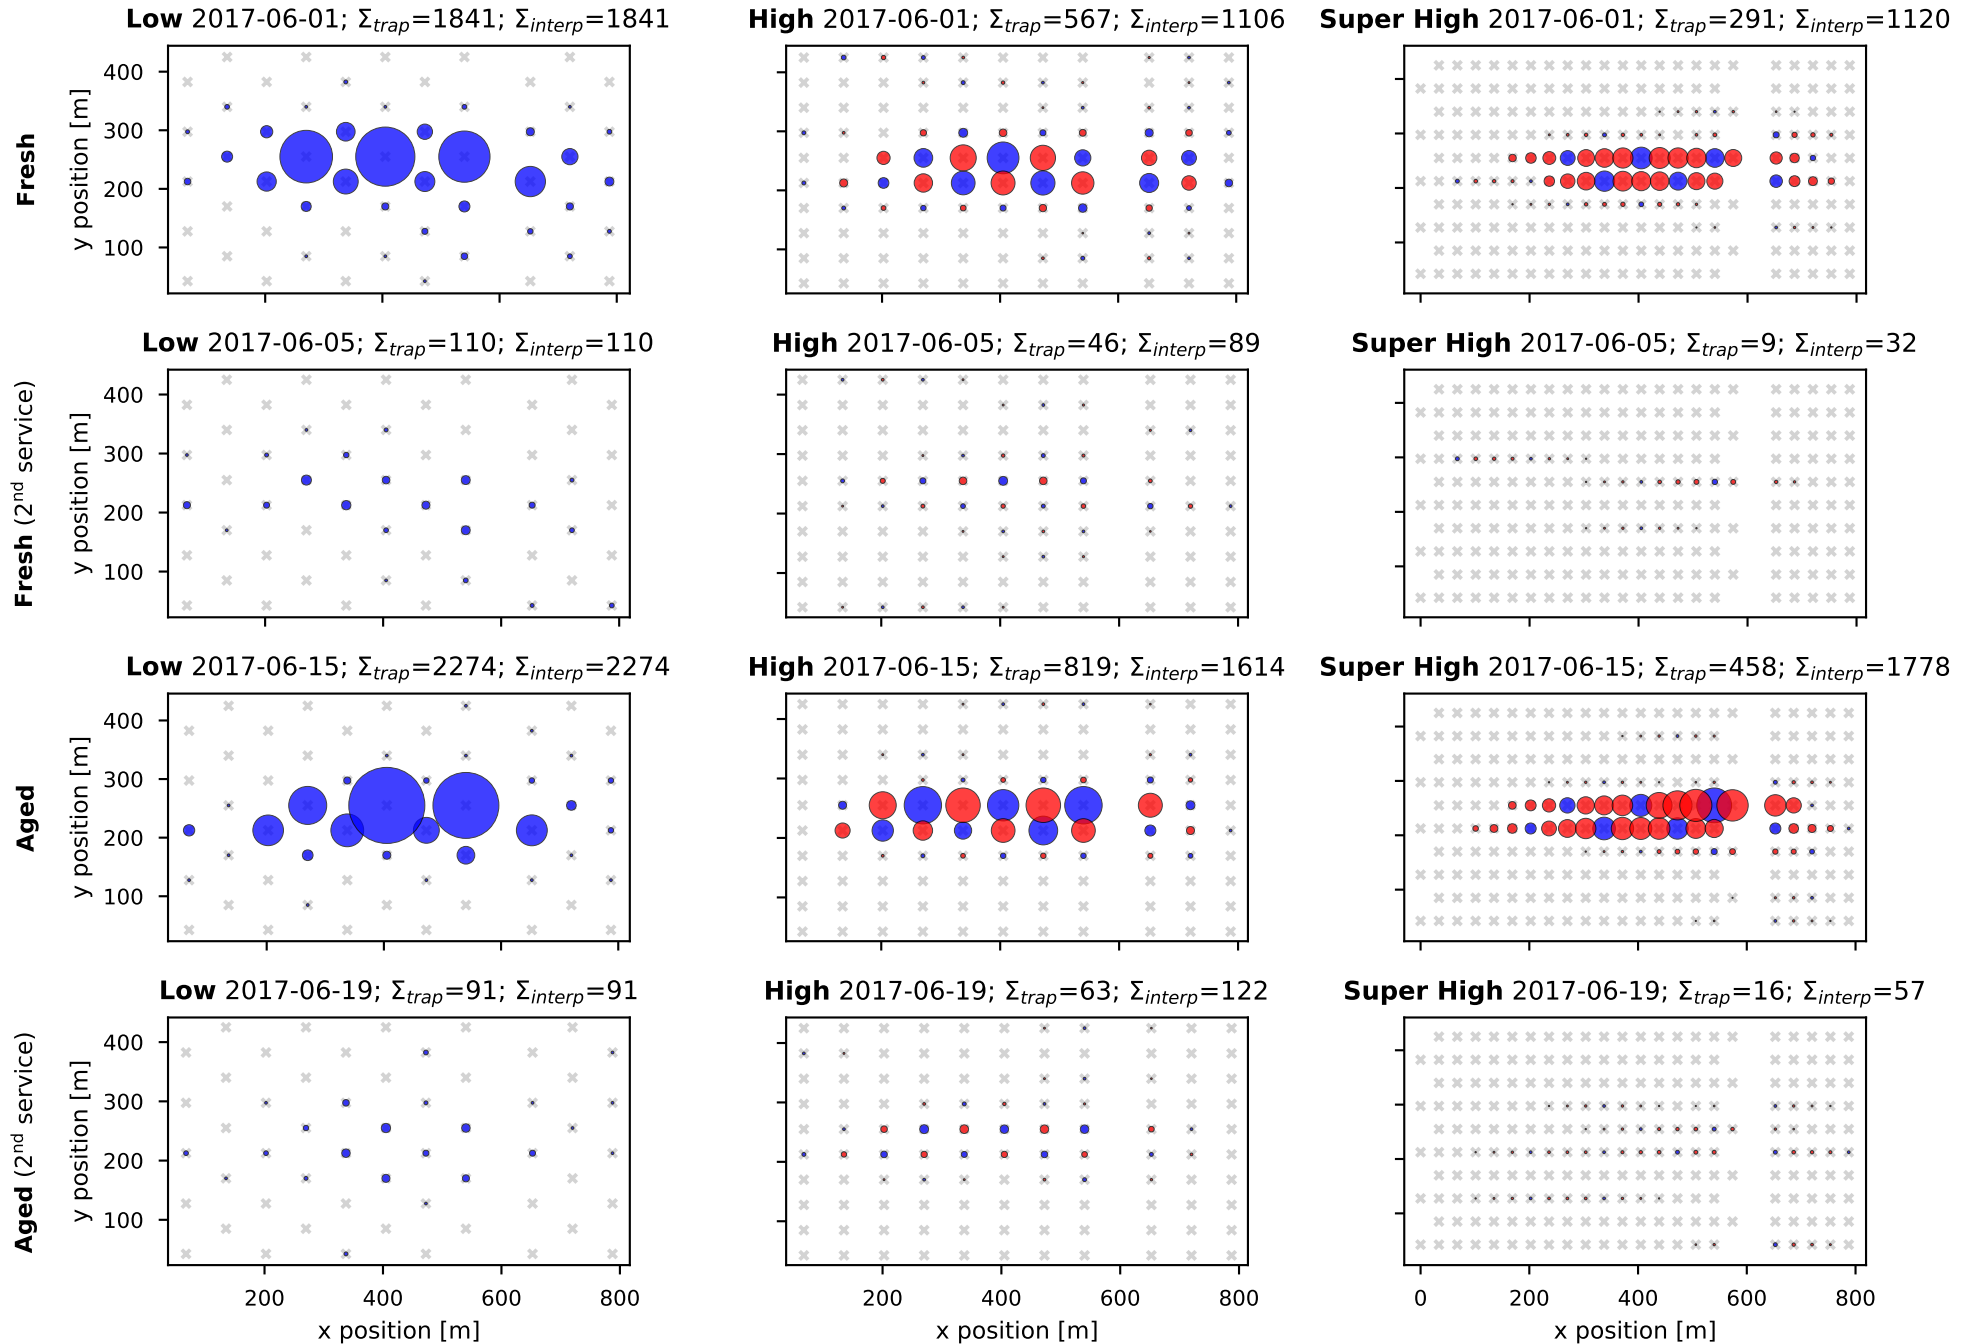 Low 2017-06-01; Σtrap=1841; Σinterp=1841
High 2017-06-01; Σtrap=567; Σinterp=1106
Super High 2017-06-01; Σtrap=291; Σinterp=1120
Fresh
y position [m]
400
300
200
100
Low 2017-06-05; Σtrap=110; Σinterp=110
High 2017-06-05; Σtrap=46; Σinterp=89
Super High 2017-06-05; Σtrap=9; Σinterp=32
Fresh (2nd service)
y position [m]
400
300
200
100
Low 2017-06-15; Σtrap=2274; Σinterp=2274
High 2017-06-15; Σtrap=819; Σinterp=1614
Super High 2017-06-15; Σtrap=458; Σinterp=1778
Aged
y position [m]
400
300
200
100
Low 2017-06-19; Σtrap=91; Σinterp=91
High 2017-06-19; Σtrap=63; Σinterp=122
Super High 2017-06-19; Σtrap=16; Σinterp=57
Aged (2nd service)
y position [m]
400
300
200
100
200 400 600 800
200 400 600 800
0 200 400 600 800
x position [m]
x position [m]
x position [m]